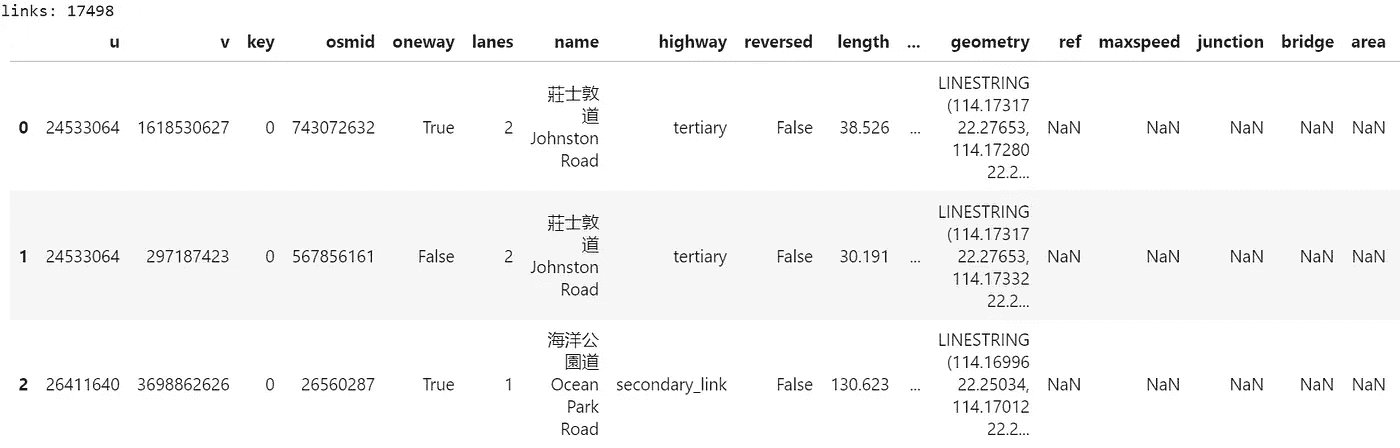 links: 17498
u v key osmid oneway lanes name highway reversed length ... geometry ref maxspeed junction bridge area
0 24533064 1618530627 0 743072632 True 2 莊士敦
道
Johnston
Road tertiary False 38.526 ... LINESTRING
(114.17317
22.27653,
114.17280
22.2... NaN NaN NaN NaN NaN
1 24533064 297187423 0 567856161 False 2 莊士敦
道
Johnston
Road tertiary False 30.191 ... LINESTRING
(114.17317
22.27653,
114.17332
22.2... NaN NaN NaN NaN NaN
2 26411640 3698862626 0 26560287 True 1 海洋公
園道
Ocean
Park
Road secondary_link False 130.623 ... LINESTRING
(114.16996
22.25034,
114.17012
22.2... NaN NaN NaN NaN NaN